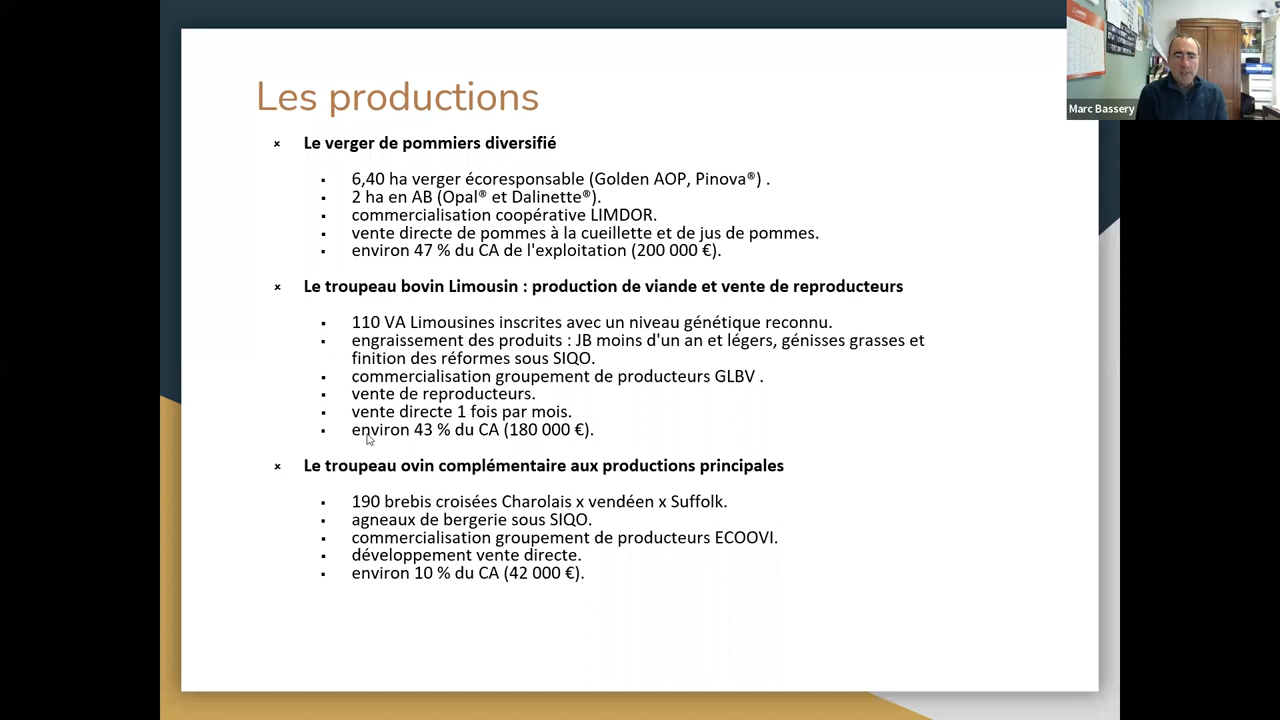 Les productions
Marc Bassery
Le verger de pommiers diversifié
6,40 ha verger écoresponsable (Golden AOP, Pinova®) .
2 ha en AB (Opal® et Dalinette®).
commercialisation coopérative LIMDOR.
vente directe de pommes à la cueillette et de jus de pommes.
environ 47 % du CA de l'exploitation (200 000 €).
Le troupeau bovin Limousin : production de viande et vente de reproducteurs
110 VA Limousines inscrites avec un niveau génétique reconnu.
engraissement des produits : JB moins d'un an et légers, génisses grasses et
finition des réformes sous SIQO.
commercialisation groupement de producteurs GLBV .
vente de reproducteurs.
vente directe 1 fois par mois.
environ 43 % du CA (180 000 €).
Le troupeau ovin complémentaire aux productions principales
190 brebis croisées Charolais x vendéen x Suffolk.
agneaux de bergerie sous SIQO.
commercialisation groupement de producteurs ECOOVI.
développement vente directe.
environ 10 % du CA (42 000 €).